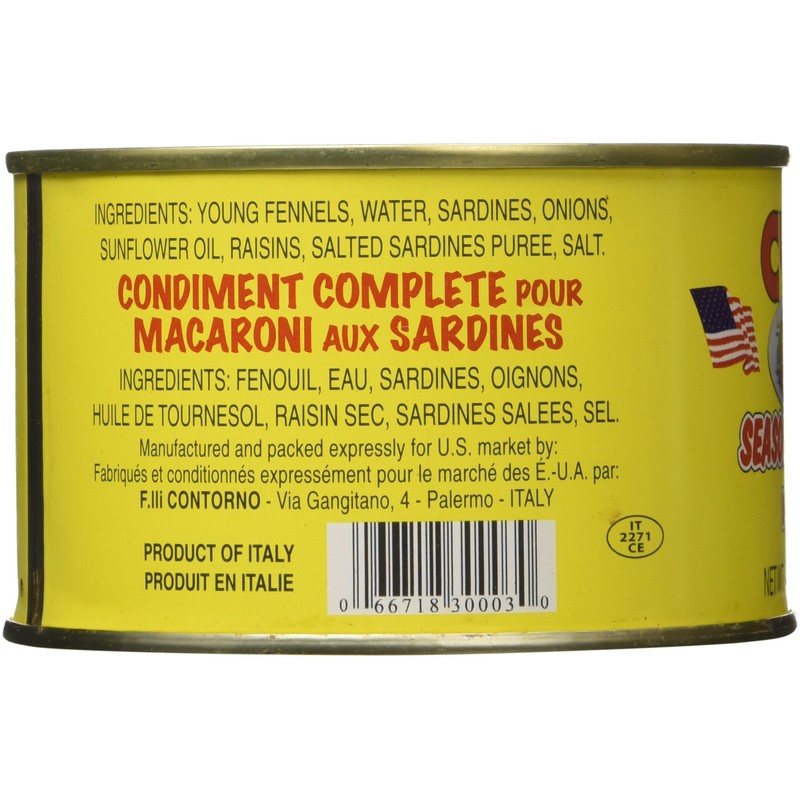 INGREDIENTS: YOUNG FENNELS, WATER, SARDINES, ONIONS,
SUNFLOWER OIL, RAISINS, SALTED SARDINES PUREE, SALT.
CONDIMENT COMPLETE POUR
MACARONI AUX SARDINES
INGREDIENTS: FENOUIL, EAU, SARDINES, OIGNONS,
HUILE DE TOURNESOL, RAISIN SEC, SARDINES SALEES, SEL.
Manufactured and packed expressly for U.S. market by:
Fabriqués et conditionnés expressément pour le marché des É.-U.A. par:
F.lli CONTORNO - Via Gangitano, 4 - Palermo - ITALY
PRODUCT OF ITALY
PRODUIT EN ITALIE
0 66718 30003 0
IT
2271
CE
NET